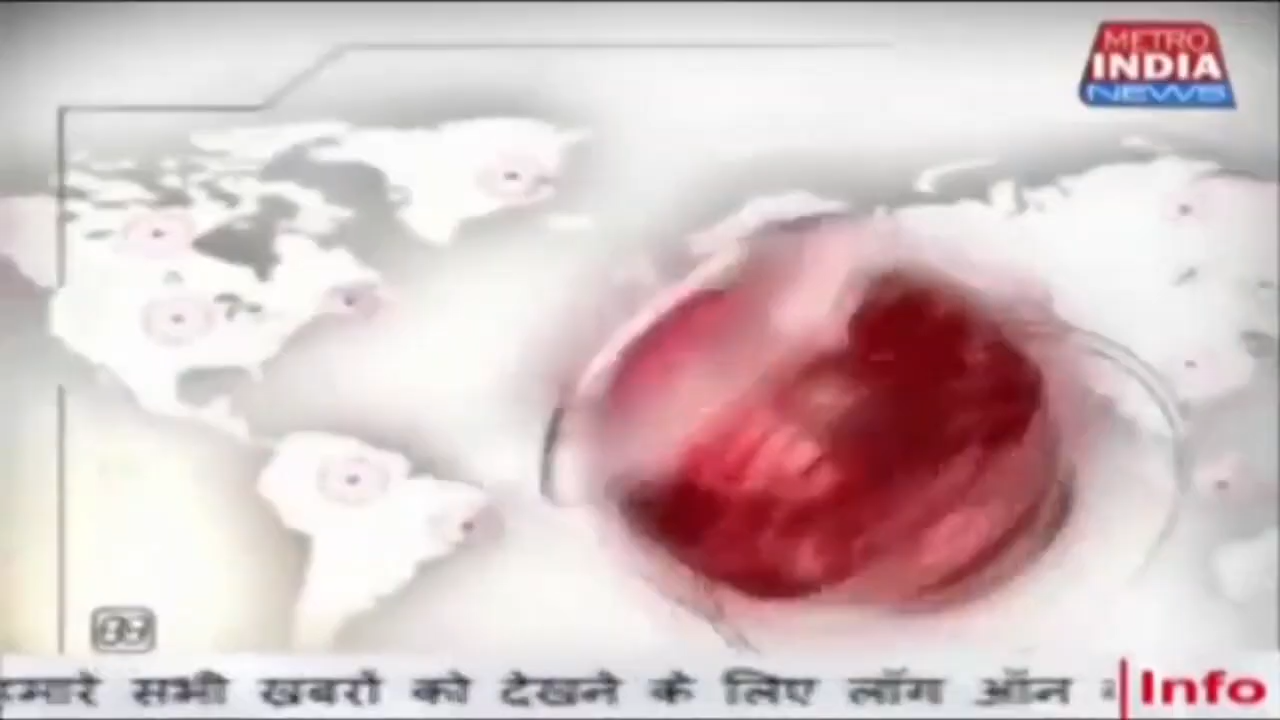 METRO
INDIA
NEWS
हमारे सभी खबरों को देखने के लिए लॉग ऑन
Info